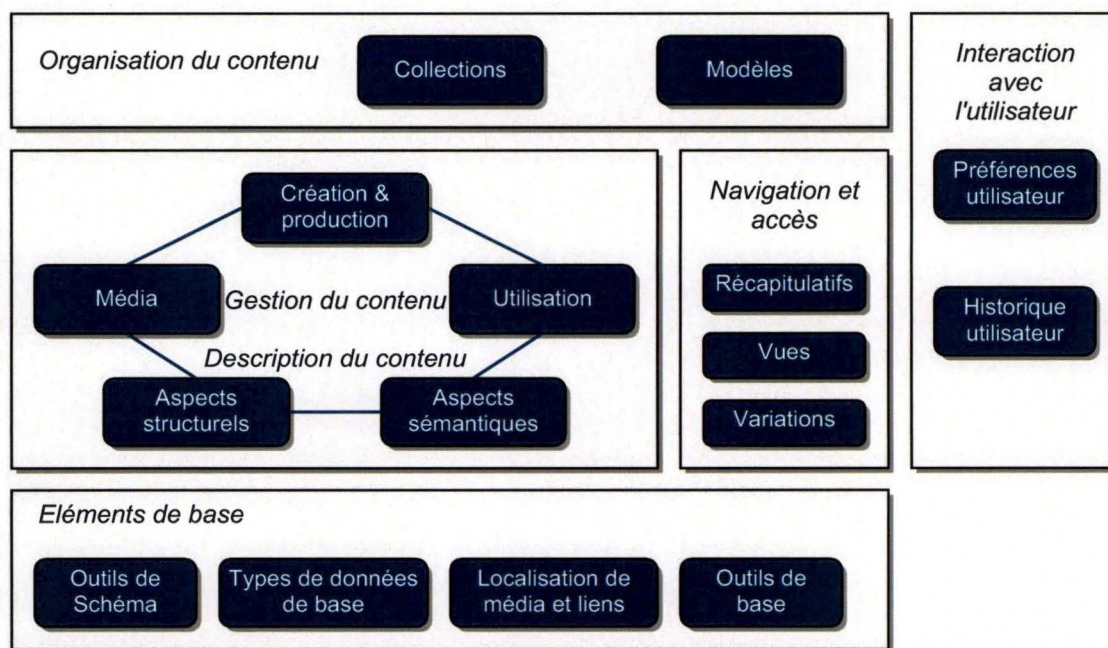 Organisation du contenu
Collections
Modèles
Interaction
avec
l'utilisateur
Préférences
utilisateur
Historique
utilisateur
Création &
production
Média
Gestion du contenu
Utilisation
Description du contenu
Aspects
structurels
Aspects
sémantiques
Navigation et
accès
Récapitulatifs
Vues
Variations
Eléments de base
Outils de
Schéma
Types de données
de base
Localisation de
média et liens
Outils de
base